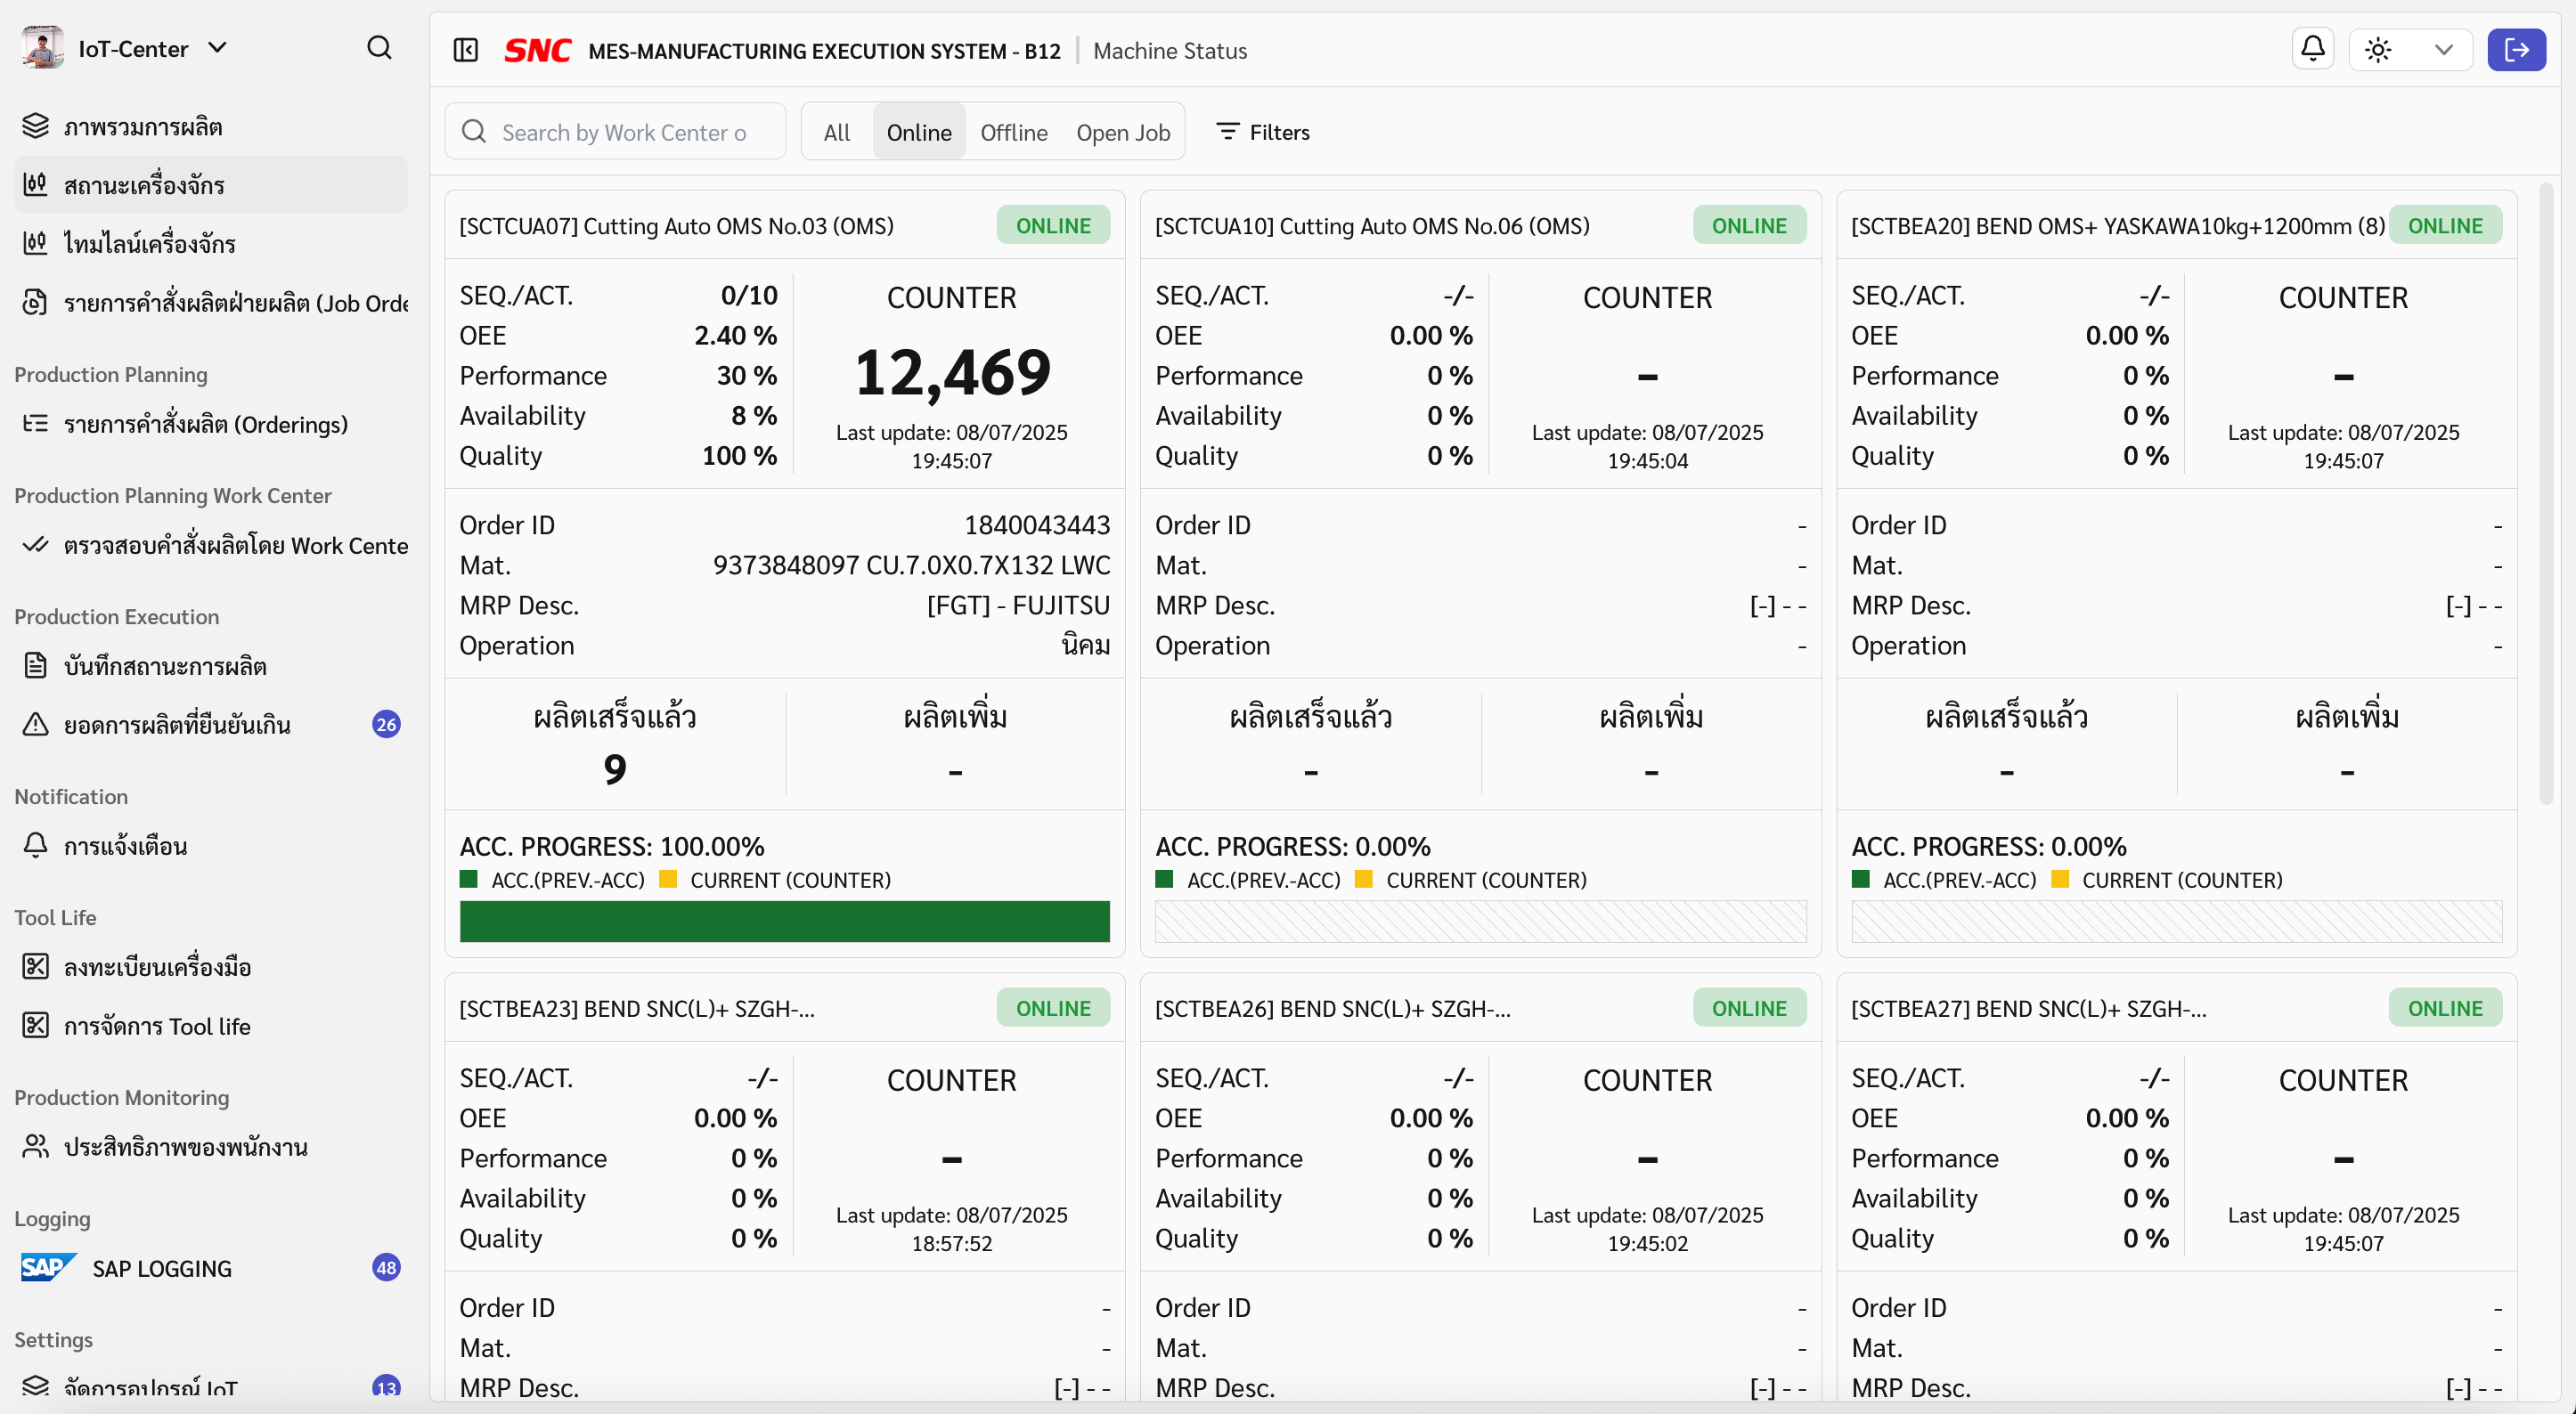 IoT-Center
ภาพรวมการผลิต
สถานะเครื่องจักร
ไทม์ไลน์เครื่องจักร
รายการคำสั่งผลิตฝ่ายผลิต (Job Orde
Production Planning
รายการคำสั่งผลิต (Orderings)
Production Planning Work Center
ตรวจสอบคำสั่งผลิตโดย Work Cente
Production Execution
บันทึกสถานะการผลิต
ยอดการผลิตที่ยืนยันเกิน 26
Notification
การแจ้งเตือน
Tool Life
ลงทะเบียนเครื่องมือ
การจัดการ Tool life
Production Monitoring
ประสิทธิภาพของพนักงาน
Logging
SAP SAP LOGGING 48
Settings
จัดการอุปกรณ์ IoT 13
SNC MES-MANUFACTURING EXECUTION SYSTEM - B12 Machine Status
Search by Work Center o All Online Offline Open Job Filters
[SCTCUA07] Cutting Auto OMS No.03 (OMS) ONLINE
SEQ./ACT. 0/10
OEE 2.40 %
Performance 30 %
Availability 8 %
Quality 100 %
COUNTER
12,469
Last update: 08/07/2025
19:45:07
Order ID 1840043443
Mat. 9373848097 CU.7.0X0.7X132 LWC
MRP Desc. [FGT] - FUJITSU
Operation นิคม
ผลิตเสร็จแล้ว ผลิตเพิ่ม
9 -
ACC. PROGRESS: 100.00%
ACC.(PREV.-ACC) CURRENT (COUNTER)
[SCTCUA10] Cutting Auto OMS No.06 (OMS) ONLINE
SEQ./ACT. -/-
OEE 0.00 %
Performance 0 %
Availability 0 %
Quality 0 %
COUNTER
-
Last update: 08/07/2025
19:45:04
Order ID -
Mat. -
MRP Desc. [-] - -
Operation -
ผลิตเสร็จแล้ว ผลิตเพิ่ม
- -
ACC. PROGRESS: 0.00%
ACC.(PREV.-ACC) CURRENT (COUNTER)
[SCTBEA20] BEND OMS+ YASKAWA10kg+1200mm (8) ONLINE
SEQ./ACT. -/-
OEE 0.00 %
Performance 0 %
Availability 0 %
Quality 0 %
COUNTER
-
Last update: 08/07/2025
19:45:07
Order ID -
Mat. -
MRP Desc. [-] - -
Operation -
ผลิตเสร็จแล้ว ผลิตเพิ่ม
- -
ACC. PROGRESS: 0.00%
ACC.(PREV.-ACC) CURRENT (COUNTER)
[SCTBEA23] BEND SNC(L)+ SZGH-... ONLINE
SEQ./ACT. -/-
OEE 0.00 %
Performance 0 %
Availability 0 %
Quality 0 %
COUNTER
-
Last update: 08/07/2025
18:57:52
Order ID -
Mat. -
MRP Desc. [-] - -
[SCTBEA26] BEND SNC(L)+ SZGH-... ONLINE
SEQ./ACT. -/-
OEE 0.00 %
Performance 0 %
Availability 0 %
Quality 0 %
COUNTER
-
Last update: 08/07/2025
19:45:02
Order ID -
Mat. -
MRP Desc. [-] - -
[SCTBEA27] BEND SNC(L)+ SZGH-... ONLINE
SEQ./ACT. -/-
OEE 0.00 %
Performance 0 %
Availability 0 %
Quality 0 %
COUNTER
-
Last update: 08/07/2025
19:45:07
Order ID -
Mat. -
MRP Desc. [-] - -